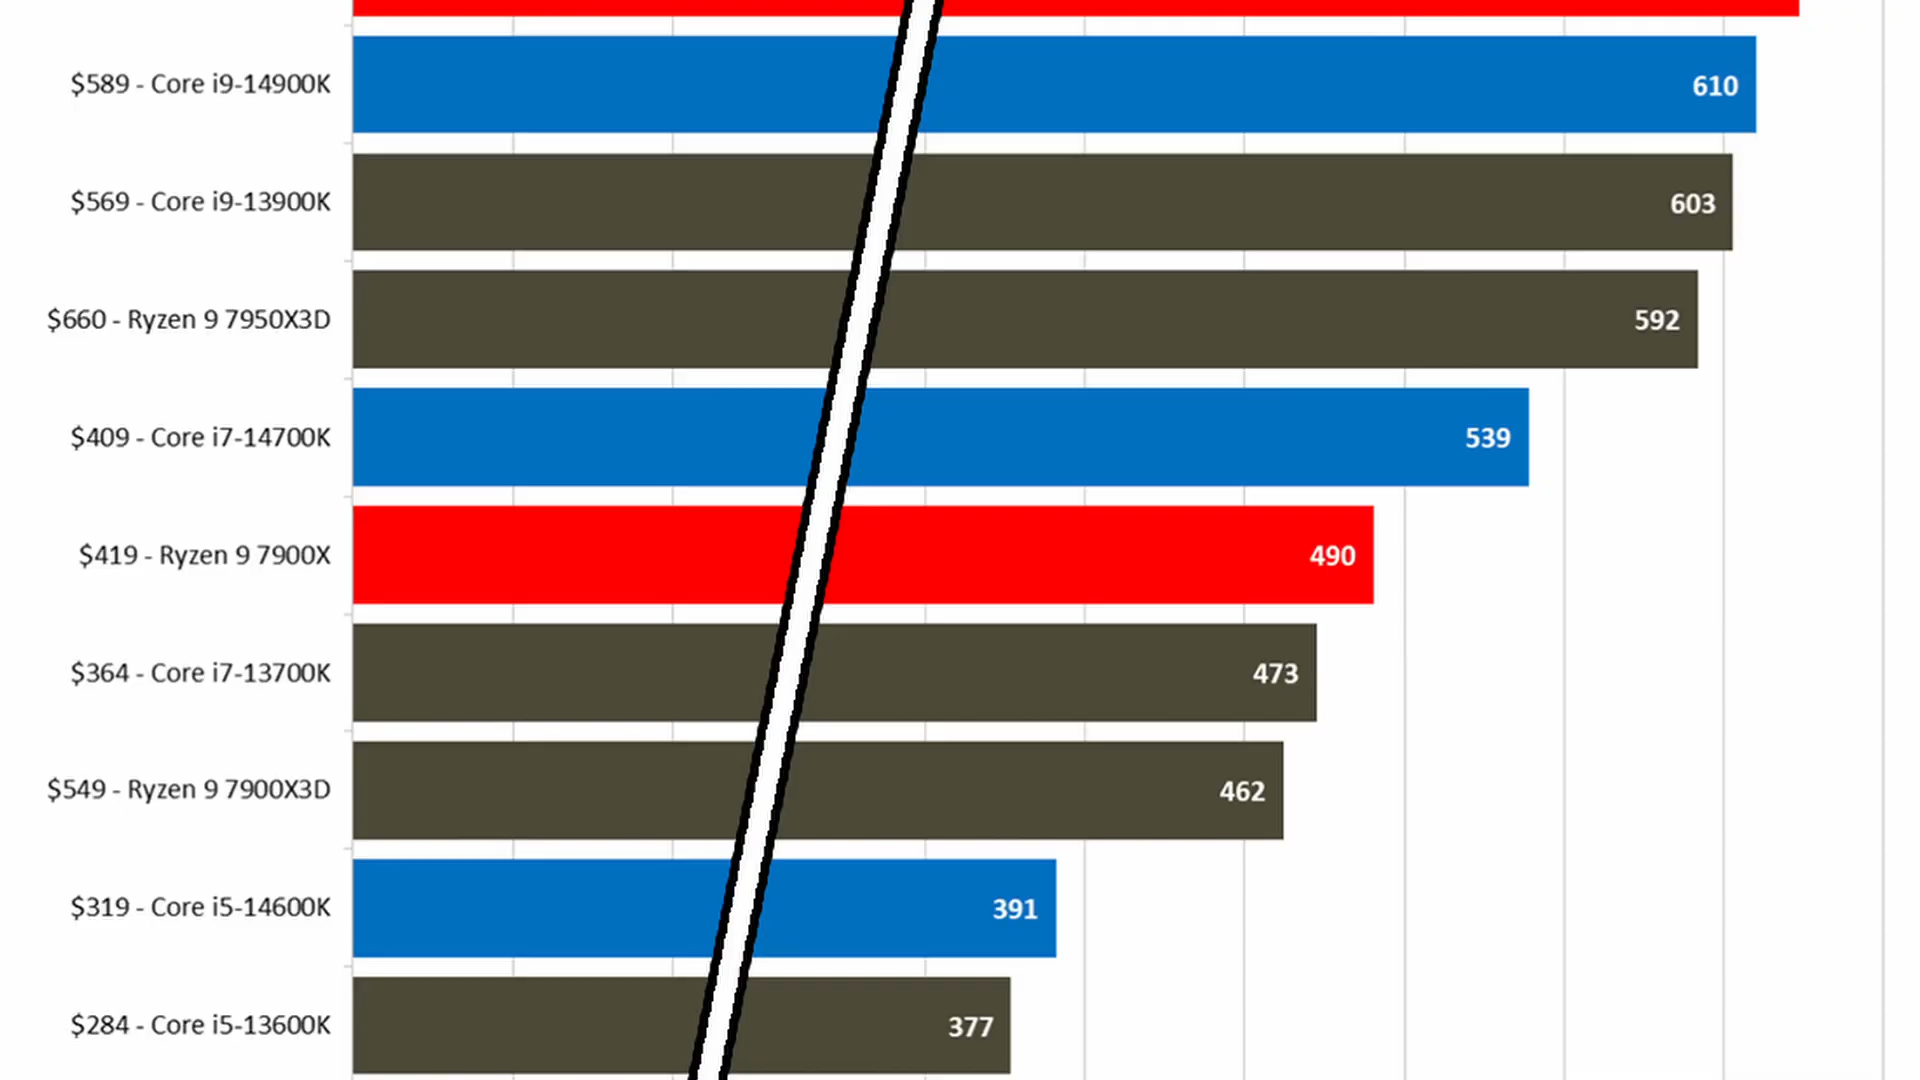 $589 - Core i9-14900K 610
$569 - Core i9-13900K 603
$660 - Ryzen 9 7950X3D 592
$409 - Core i7-14700K 539
$419 - Ryzen 9 7900X 490
$364 - Core i7-13700K 473
$549 - Ryzen 9 7900X3D 462
$319 - Core i5-14600K 391
$284 - Core i5-13600K 377